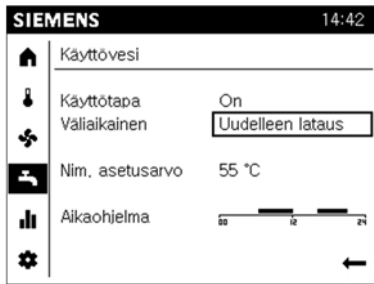 SIEMENS 14:42
Käyttövesi
Käyttötapa On
Väliaikainen Uudelleen lataus
Nim. asetusarvo 55 °C
Aikaohjelma
00 12 24